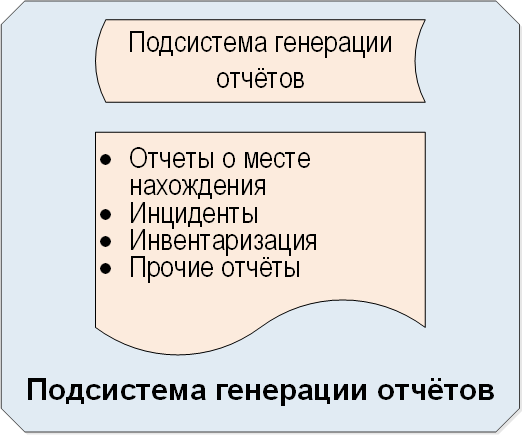 Подсистема генерации
отчётов
• Отчеты о месте
нахождения
• Инциденты
• Инвентаризация
• Прочие отчёты
Подсистема генерации отчётов